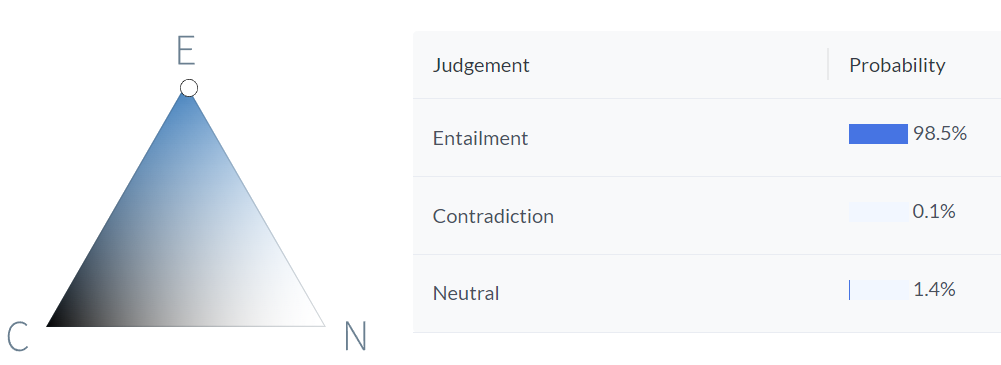 E
C
N
Judgement Probability
Entailment 98.5%
Contradiction 0.1%
Neutral 1.4%